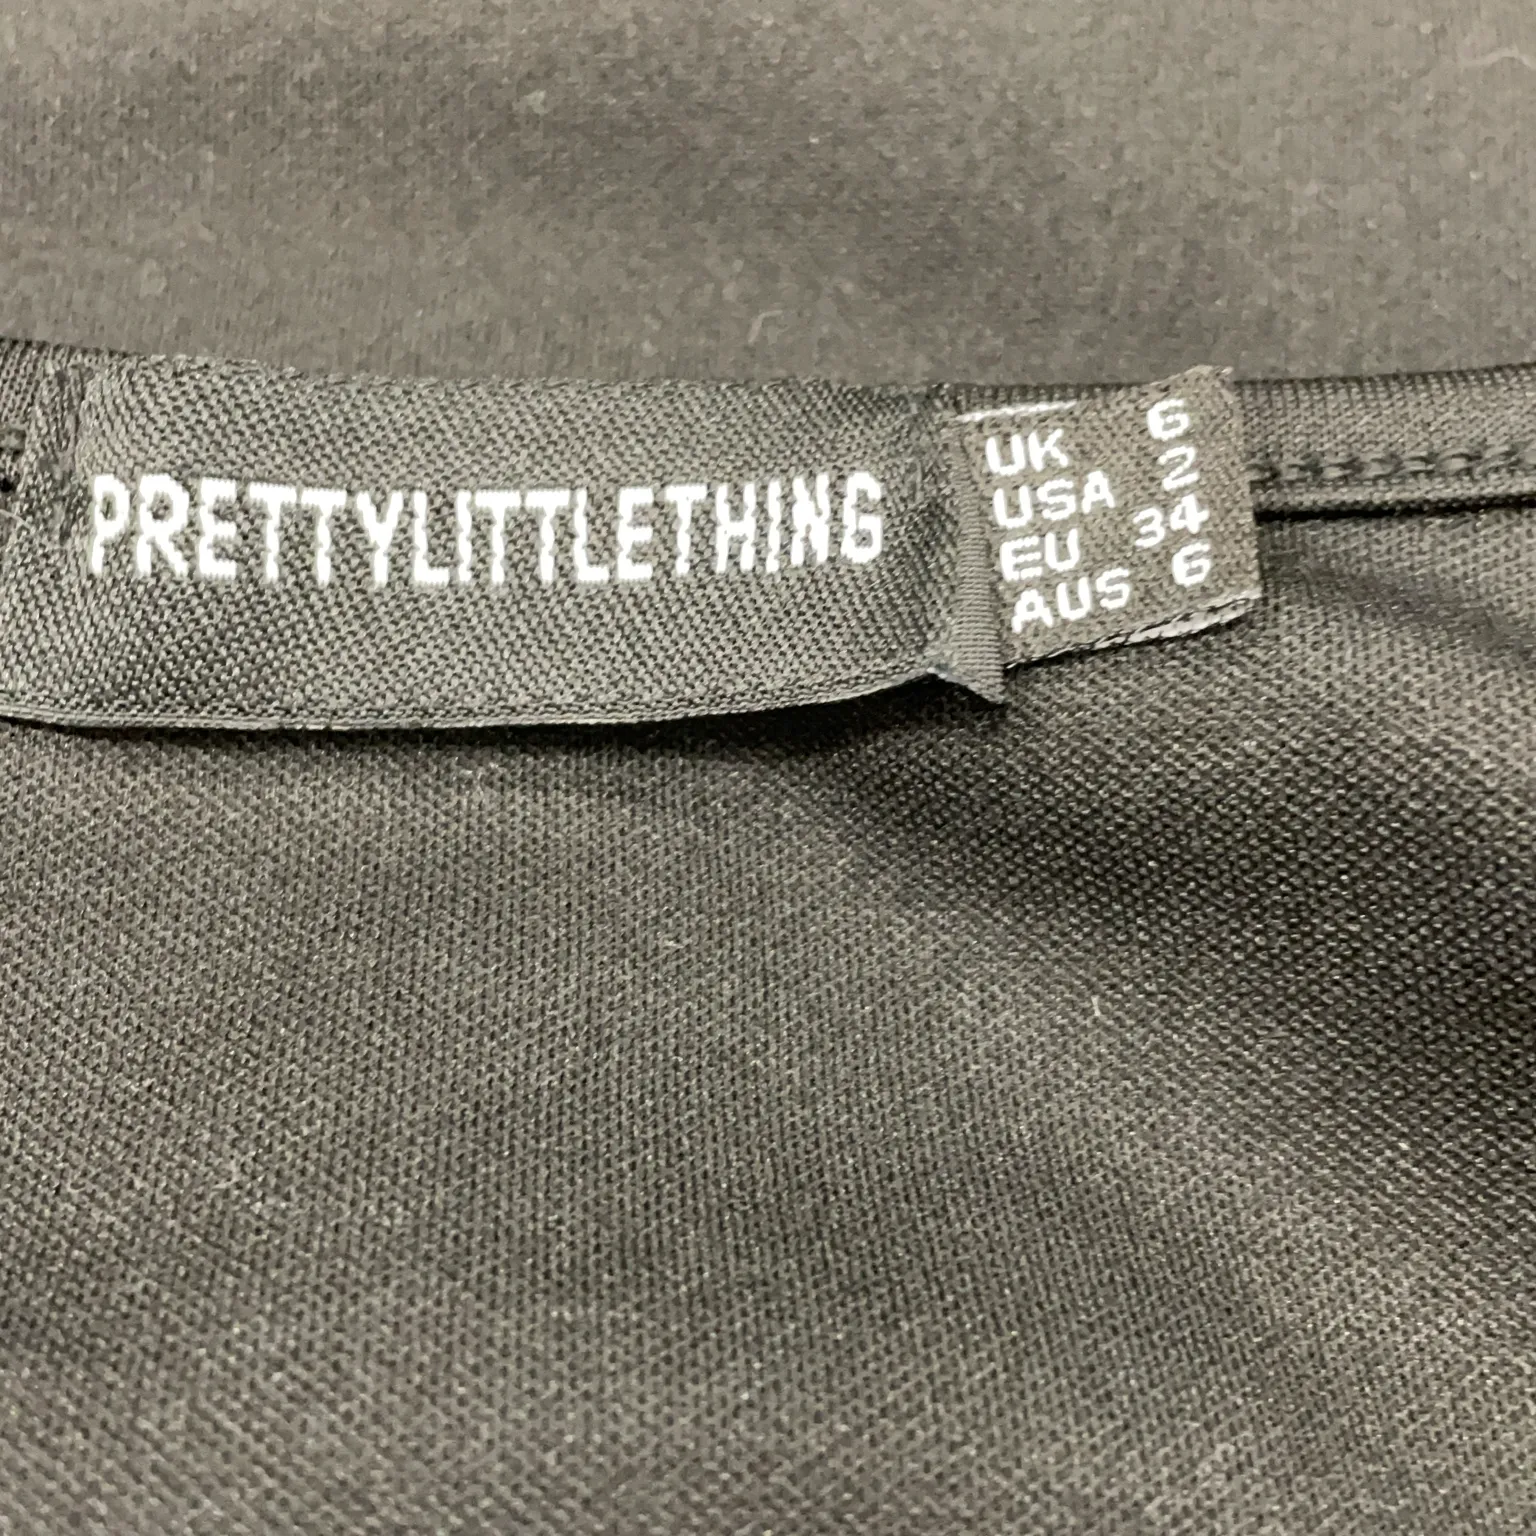 PRETTYLITTLETHING
UK 6
USA 2
EU 34
AUS 6